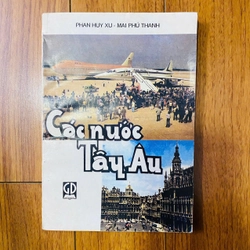 PHAN HUY XU - MAI PHÚ THANH
Các nước
Tây Âu
GD